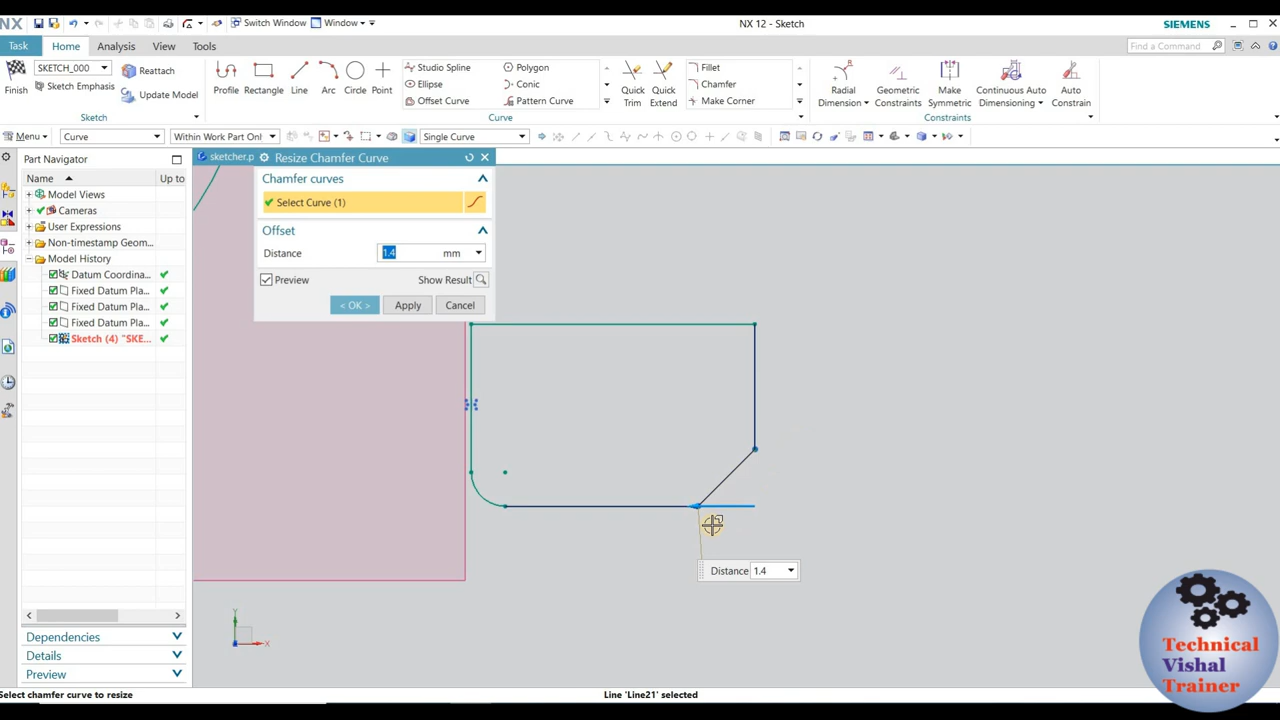 NX
Switch Window
Window
NX 12 - Sketch
SIEMENS
Task
Home
Analysis
View
Tools
Find a Command
Finish
SKETCH_000
Sketch Emphasis
Reattach
Update Model
Sketch
Profile
Rectangle
Line
Arc
Circle
Point
Studio Spline
Ellipse
Offset Curve
Polygon
Conic
Pattern Curve
Quick Trim
Quick Extend
Fillet
Chamfer
Make Corner
Curve
Radial Dimension
Geometric Constraints
Make Symmetric
Continuous Auto Dimensioning
Auto Constrain
Constraints
Menu
Curve
Within Work Part Onl
Single Curve
Part Navigator
Name
Up to
Model Views
Cameras
User Expressions
Non-timestamp Geom...
Model History
Datum Coordina...
Fixed Datum Pla...
Fixed Datum Pla...
Fixed Datum Pla...
Sketch (4) "SKE...
Dependencies
Details
Preview
sketcher.p
Resize Chamfer Curve
Chamfer curves
Select Curve (1)
Offset
Distance
1.4
mm
Preview
Show Result
< OK >
Apply
Cancel
Distance
1.4
Y
X
Technical
Vishal
Trainer
Select chamfer curve to resize
Line 'Line21' selected